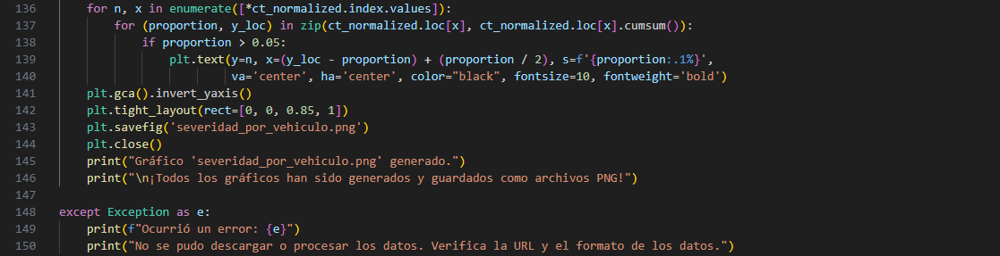 136 for n, x in enumerate([*ct_normalized.index.values]):
137 for (proportion, y_loc) in zip(ct_normalized.loc[x], ct_normalized.loc[x].cumsum()):
138 if proportion > 0.05:
139 plt.text(y=n, x=(y_loc - proportion) + (proportion / 2), s=f'{proportion:.1%}',
140 va='center', ha='center', color="black", fontsize=10, fontweight='bold')
141 plt.gca().invert_yaxis()
142 plt.tight_layout(rect=[0, 0, 0.85, 1])
143 plt.savefig('severidad_por_vehiculo.png')
144 plt.close()
145 print("Gráfico 'severidad_por_vehiculo.png' generado.")
146 print("\n¡Todos los gráficos han sido generados y guardados como archivos PNG!")
147
148 except Exception as e:
149 print(f"Ocurrió un error: {e}")
150 print("No se pudo descargar o procesar los datos. Verifica la URL y el formato de los datos.")